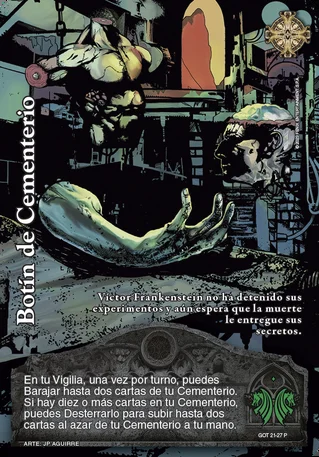 Botín de Cementerio
Victor Frankenstein no ha detenido sus
experimentos y aún espera que la muerte
le entregue sus
secretos.
En tu Vigilia, una vez por turno, puedes
Barajar hasta dos cartas de tu Cementerio.
Si hay diez o más cartas en tu Cementerio,
puedes Desterrarlo para subir hasta dos
cartas al azar de tu Cementerio a tu mano.
GOT 21-27 P
ARTE: J.P. AGUIRRE